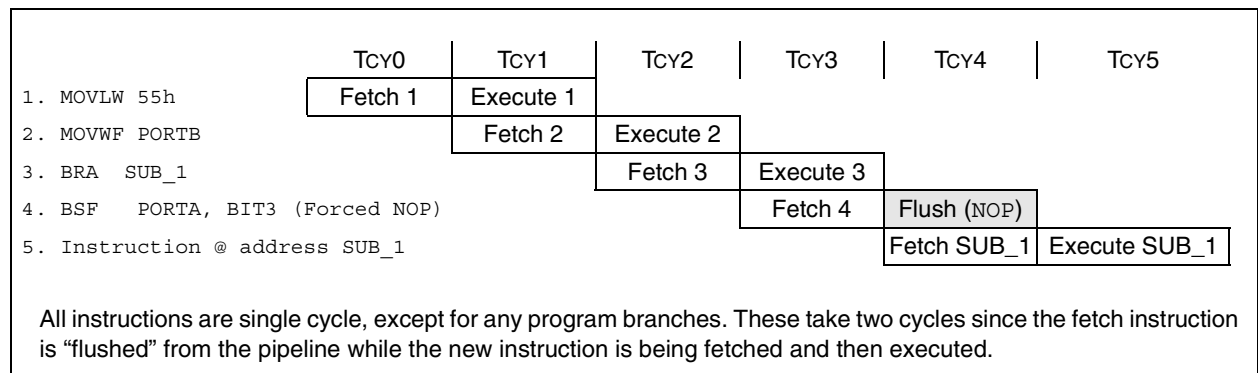 TCY0 TCY1 TCY2 TCY3 TCY4 TCY5
1. MOVLW 55h Fetch 1 Execute 1
2. MOVWF PORTB Fetch 2 Execute 2
3. BRA SUB_1 Fetch 3 Execute 3
4. BSF PORTA, BIT3 (Forced NOP) Fetch 4 Flush (NOP)
5. Instruction @ address SUB_1 Fetch SUB_1 Execute SUB_1
All instructions are single cycle, except for any program branches. These take two cycles since the fetch instruction
is “flushed” from the pipeline while the new instruction is being fetched and then executed.